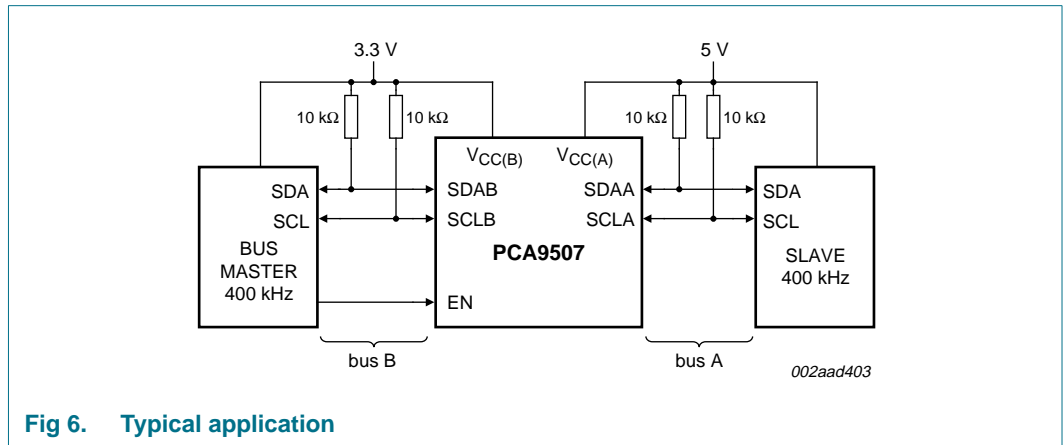 3.3 V
5 V
10 kΩ
10 kΩ
10 kΩ
10 kΩ
VCC(B)
VCC(A)
SDA
SDAB
SDAA
SDA
SCL
SCLB
SCLA
SCL
BUS
MASTER
400 kHz
PCA9507
SLAVE
400 kHz
EN
bus B
bus A
002aad403
Fig 6. Typical application